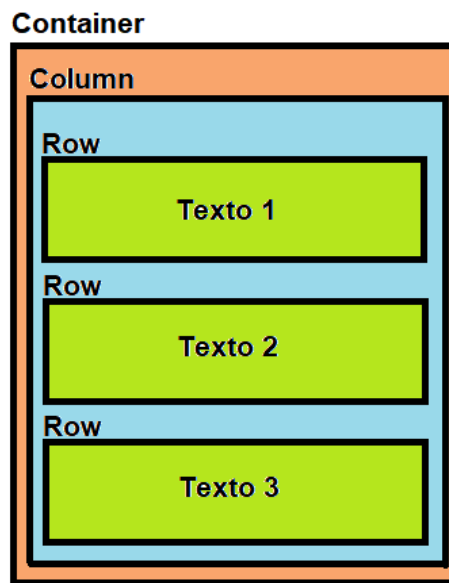 Container
Column
Row
Texto 1
Row
Texto 2
Row
Texto 3